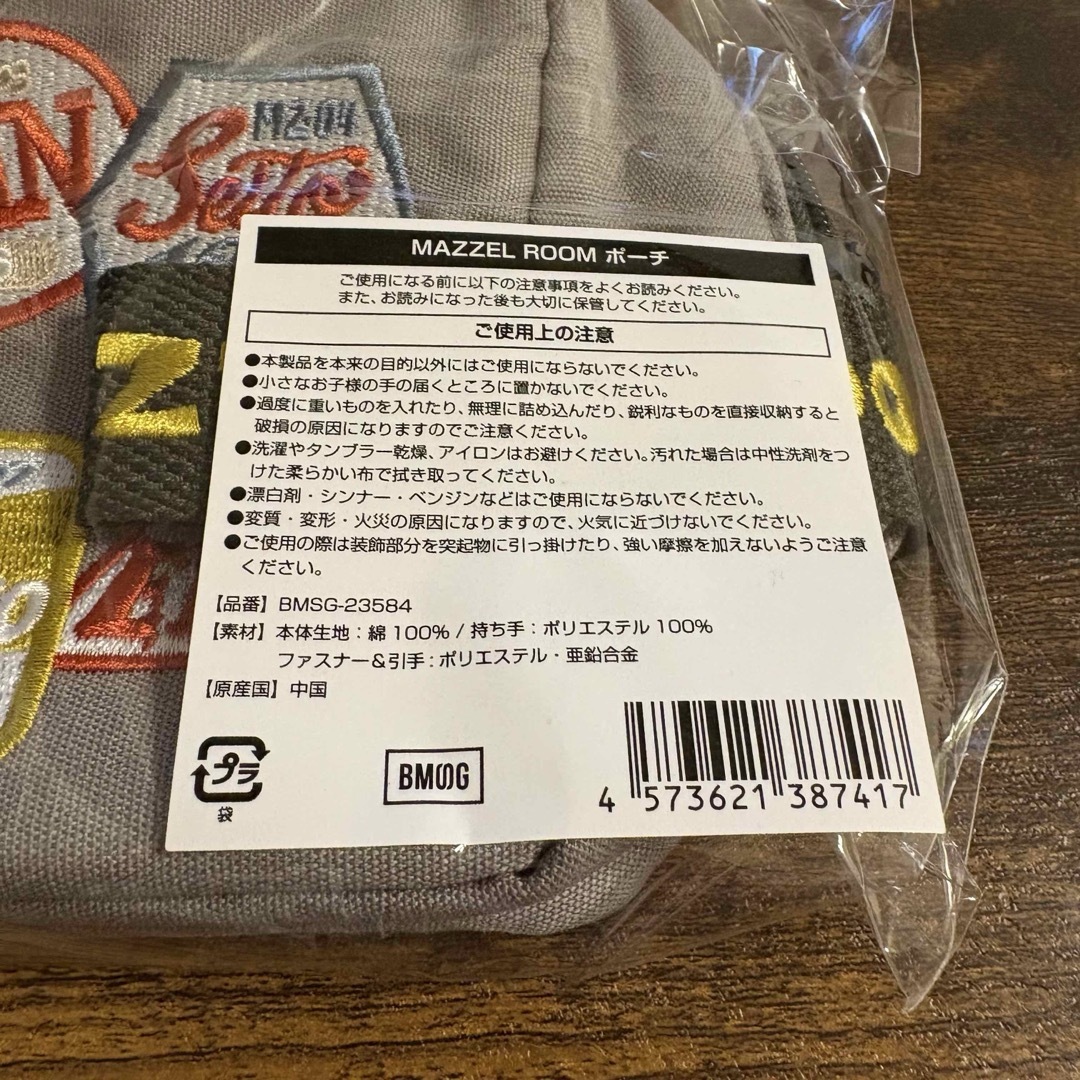 AN
MZ-04
MAZZEL ROOM ポーチ
ご使用になる前に以下の注意事項をよくお読みください。
また、お読みになった後も大切に保管してください。
ご使用上の注意
●本製品を本来の目的以外にはご使用にならないでください。
●小さなお子様の手の届くところに置かないでください。
●過度に重いものを入れたり、無理に詰め込んだり、鋭利なものを直接収納すると
破損の原因になりますのでご注意ください。
●洗濯やタンブラー乾燥、アイロンはお避けください。汚れた場合は中性洗剤をつ
けた柔らかい布で拭き取ってください。
●漂白剤・シンナー・ベンジンなどはご使用にならないでください。
●変質・変形・火災の原因になりますので、火気に近づけないでください。
●ご使用の際は装飾部分を突起物に引っ掛けたり、強い摩擦を加えないようご注意
ください。
【品番】BMSG-23584
【素材】本体生地：綿 100% / 持ち手：ポリエステル 100%
ファスナー＆引手：ポリエステル・亜鉛合金
【原産国】中国
プラ
袋
BMSG
4 573621 387417
Z